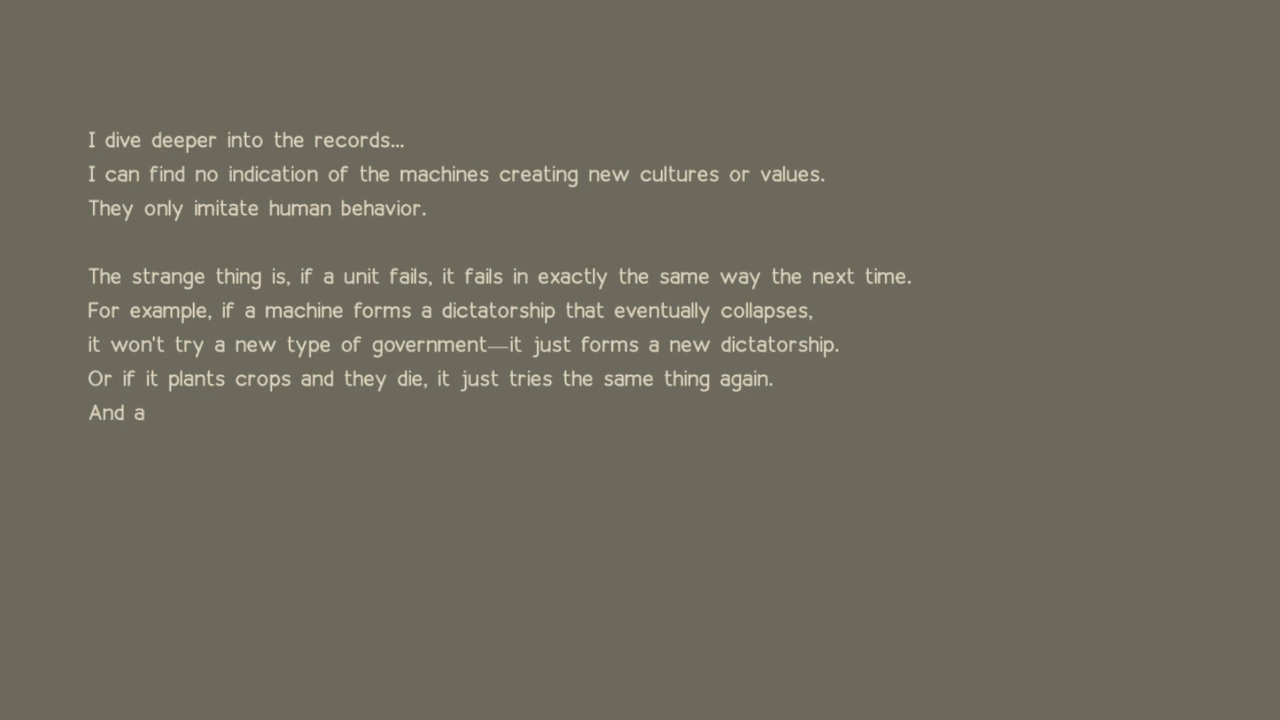 I dive deeper into the records...
I can find no indication of the machines creating new cultures or values.
They only imitate human behavior.
The strange thing is, if a unit fails, it fails in exactly the same way the next time.
For example, if a machine forms a dictatorship that eventually collapses,
it won't try a new type of government—it just forms a new dictatorship.
Or if it plants crops and they die, it just tries the same thing again.
And a